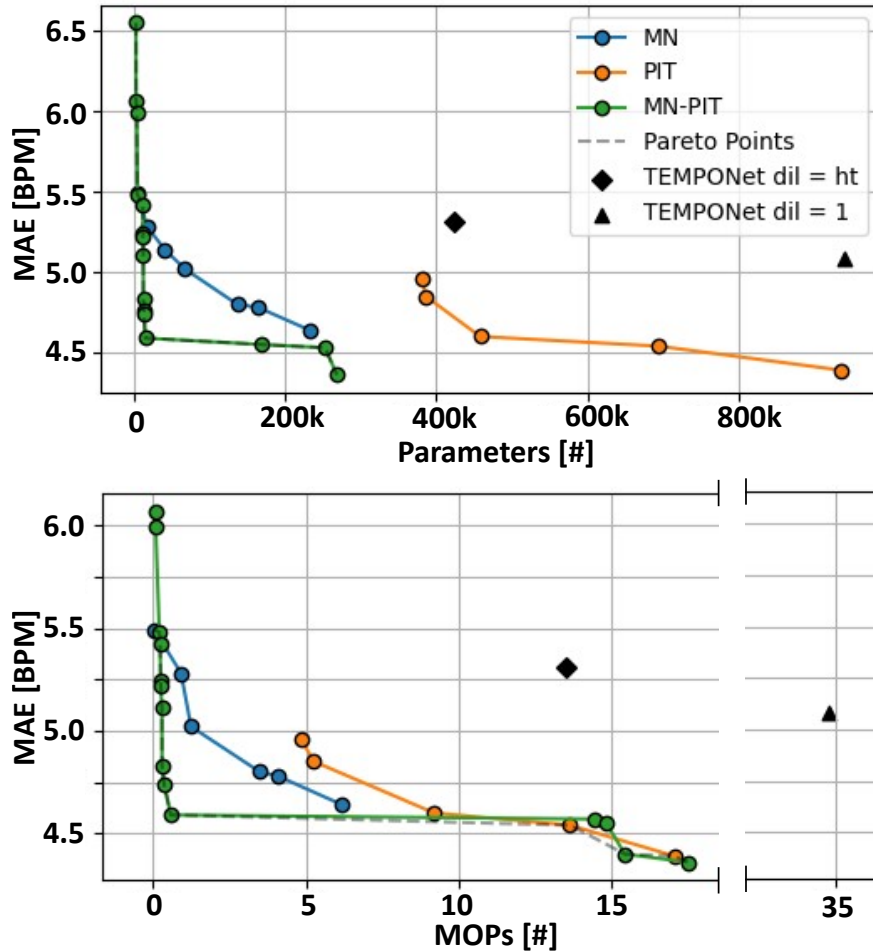 MAE [BPM]
6.5
6.0
5.5
5.0
4.5
MN
PIT
MN-PIT
Pareto Points
TEMPONet dil = ht
TEMPONet dil = 1
0
200k
400k
600k
800k
Parameters [#]
MAE [BPM]
6.0
5.5
5.0
4.5
0
5
10
15
35
MOPs [#]